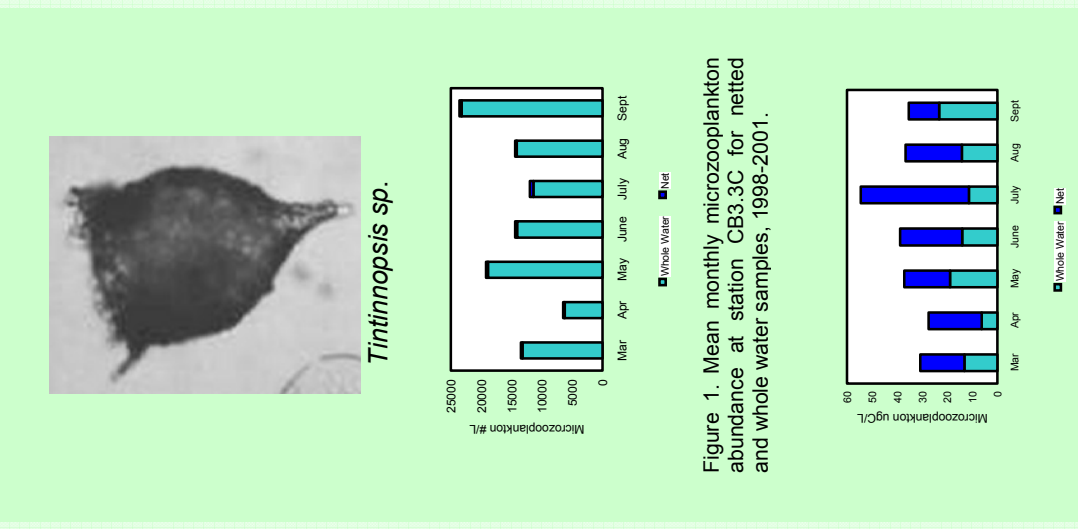 Tintinnopsis sp.
Microzooplankton #/L
25000
20000
15000
10000
5000
0
Mar Apr May June July Aug Sept
Whole Water Net
Figure 1. Mean monthly microzooplankton
abundance at station CB3.3C for netted
and whole water samples, 1998-2001.
Microzooplankton ugC/L
60
50
40
30
20
10
0
Mar Apr May June July Aug Sept
Whole Water Net